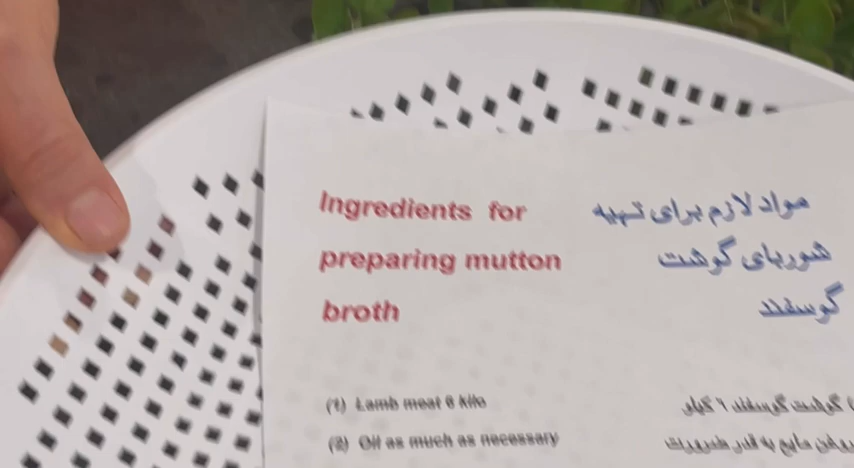 Ingredients for
preparing mutton
broth
مواد لازم برای تهیه
شوربای گوشت
گوسفند
(1) Lamb meat 6 kilo
(2) Oil as much as necessary
گوشت گوسفند ۶ کیلو
روغن مایع به قدر ضرورت